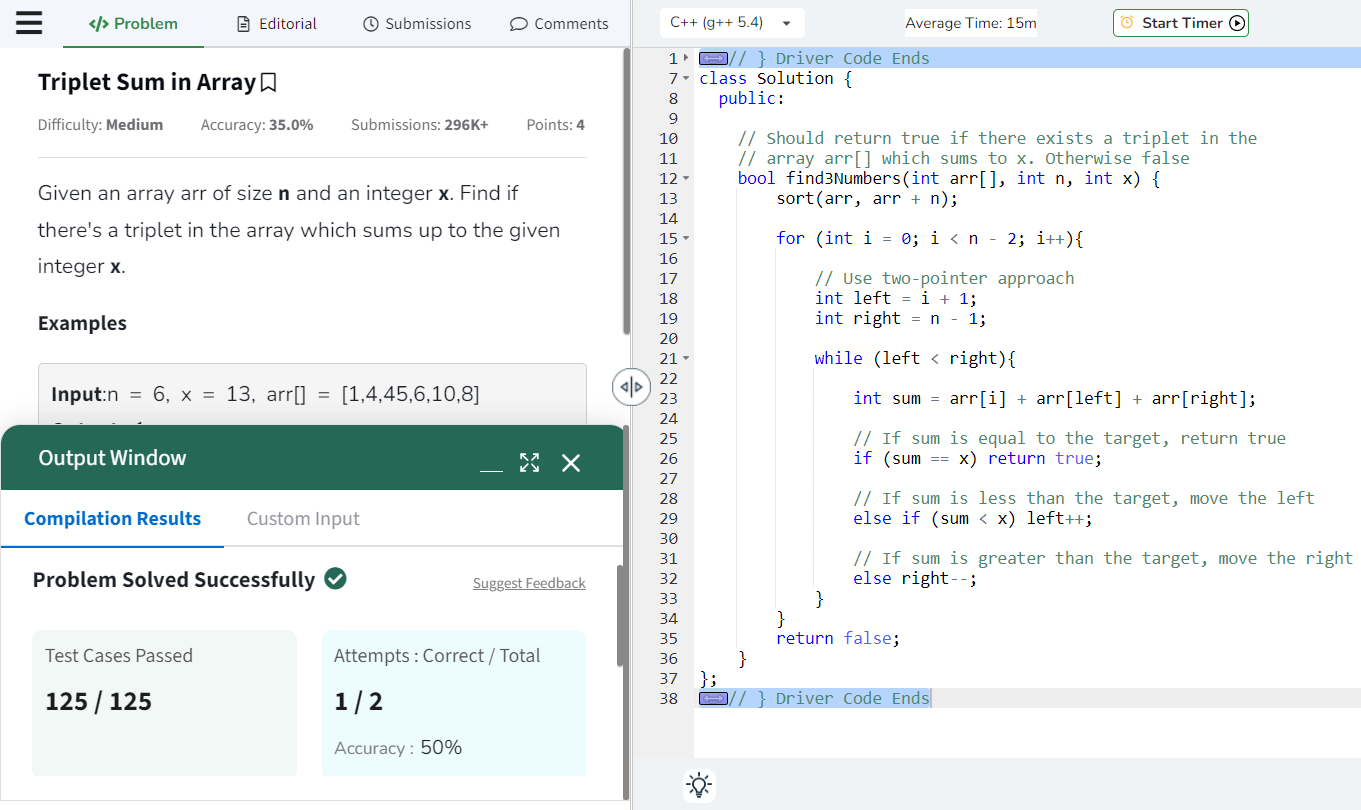 Problem
Editorial
Submissions
Comments
Triplet Sum in Array
Difficulty: Medium Accuracy: 35.0% Submissions: 296K+ Points: 4
Given an array arr of size n and an integer x. Find if
there's a triplet in the array which sums up to the given
integer x.
Examples
Input:n = 6, x = 13, arr[] = [1,4,45,6,10,8]
Output Window
Compilation Results Custom Input
Problem Solved Successfully
Suggest Feedback
Test Cases Passed
125 / 125
Attempts : Correct / Total
1 / 2
Accuracy : 50%
C++ (g++ 5.4)
Average Time: 15m
Start Timer
1 // } Driver Code Ends
7 class Solution {
8 public:
9
10 // Should return true if there exists a triplet in the
11 // array arr[] which sums to x. Otherwise false
12 bool find3Numbers(int arr[], int n, int x) {
13 sort(arr, arr + n);
14
15 for (int i = 0; i < n - 2; i++){
16
17 // Use two-pointer approach
18 int left = i + 1;
19 int right = n - 1;
20
21 while (left < right){
22
23 int sum = arr[i] + arr[left] + arr[right];
24
25 // If sum is equal to the target, return true
26 if (sum == x) return true;
27
28 // If sum is less than the target, move the left
29 else if (sum < x) left++;
30
31 // If sum is greater than the target, move the right
32 else right--;
33 }
34 }
35 return false;
36 }
37 };
38 // } Driver Code Ends